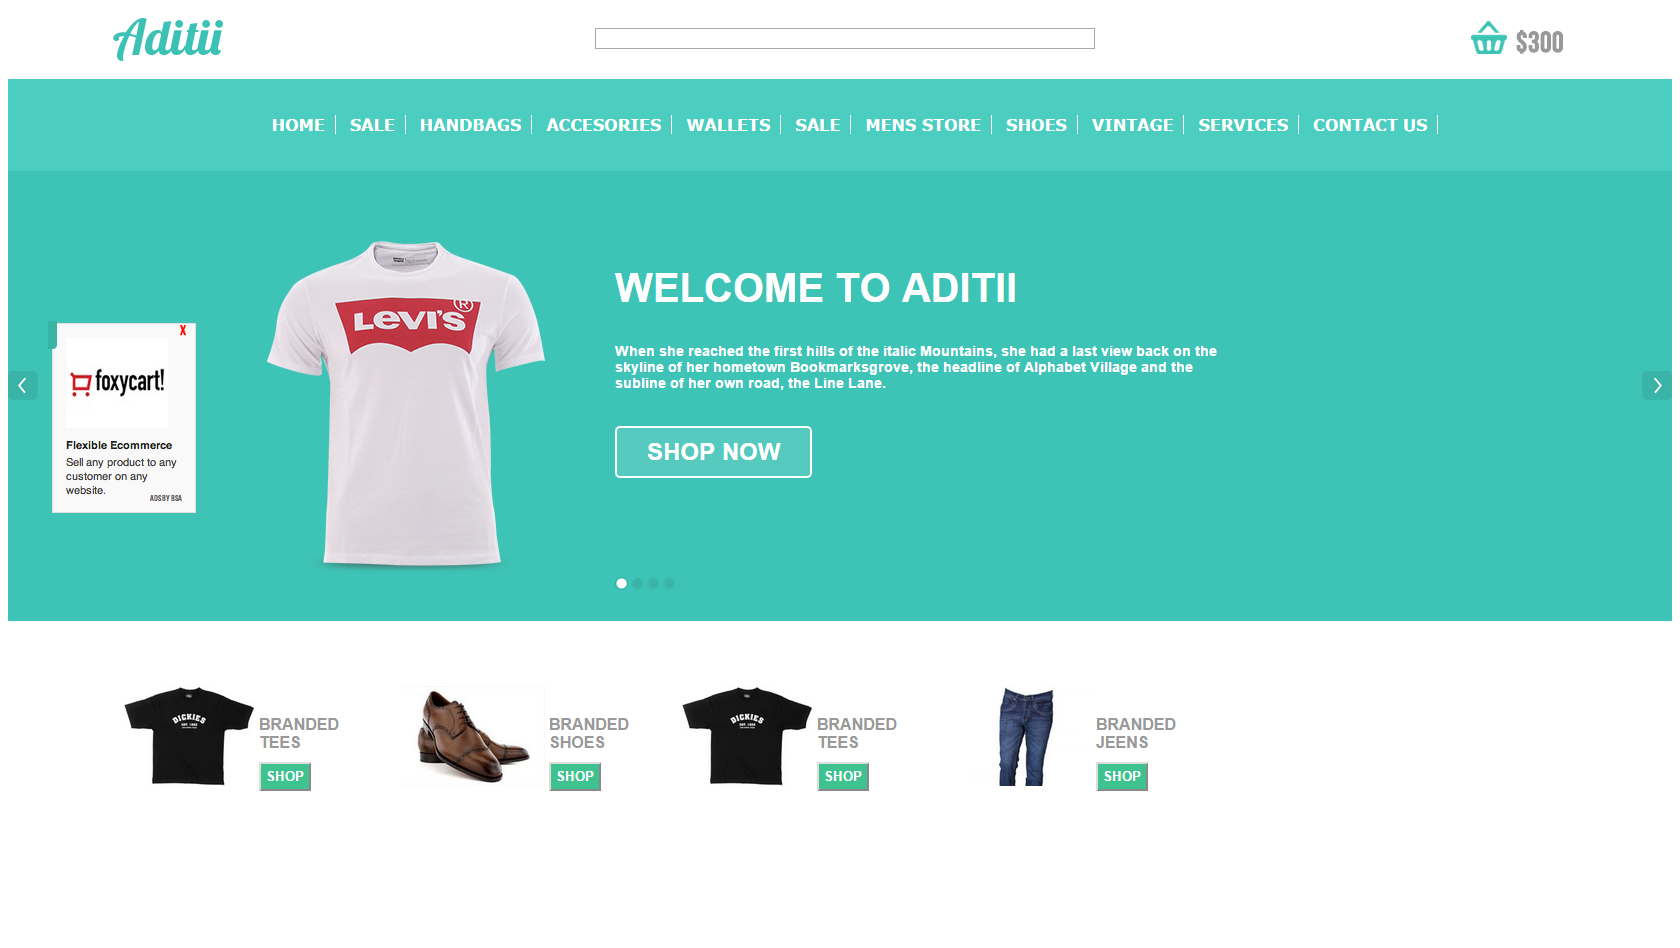 Aditii
$300
HOME SALE HANDBAGS ACCESORIES WALLETS SALE MENS STORE SHOES VINTAGE SERVICES CONTACT US
LEVI'S
®
WELCOME TO ADITII
When she reached the first hills of the italic Mountains, she had a last view back on the
skyline of her hometown Bookmarksgrove, the headline of Alphabet Village and the
subline of her own road, the Line Lane.
SHOP NOW
X
foxycart!
Flexible Ecommerce
Sell any product to any
customer on any
website.
ADS BY BSA
DICKIES
EST. 1922
BRANDED
TEES
SHOP
BRANDED
SHOES
SHOP
DICKIES
EST. 1922
BRANDED
TEES
SHOP
BRANDED
JEENS
SHOP